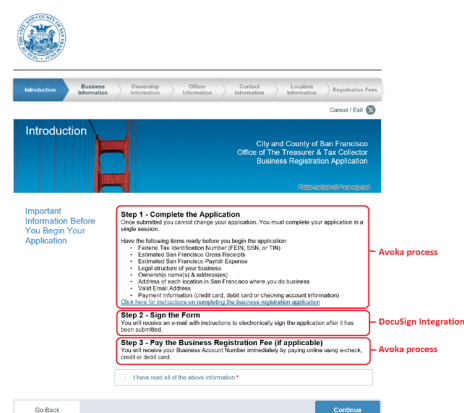 Introduction
Business Information
Ownership Information
Officer Information
Contact Information
Location Information
Registration Fees
Cancel / Exit X
Introduction
City and County of San Francisco
Office of The Treasurer & Tax Collector
Business Registration Application
Fields marked with * are required
Important
Information Before
You Begin Your
Application
Step 1 - Complete the Application
Once submitted you cannot change your application. You must complete your application in a
single session.
Have the following items ready before you begin the application:
• Federal Tax Identification Number (FEIN, SSN, or TIN)
• Estimated San Francisco Gross Receipts
• Estimated San Francisco Payroll Expense
• Legal structure of your business
• Ownership name(s) & address(es)
• Address of each location in San Francisco where you do business
• Valid Email Address
• Payment Information (credit card, debit card or checking account information)
Click here for instructions on completing the business registration application
Avoka process
Step 2 - Sign the Form
You will receive an e-mail with instructions to electronically sign the application after it has
been submitted.
DocuSign Integration
Step 3 - Pay the Business Registration Fee (if applicable)
You will receive your Business Account Number immediately by paying online using e-check,
credit or debit card.
Avoka process
I have read all of the above information *
Go Back
Continue